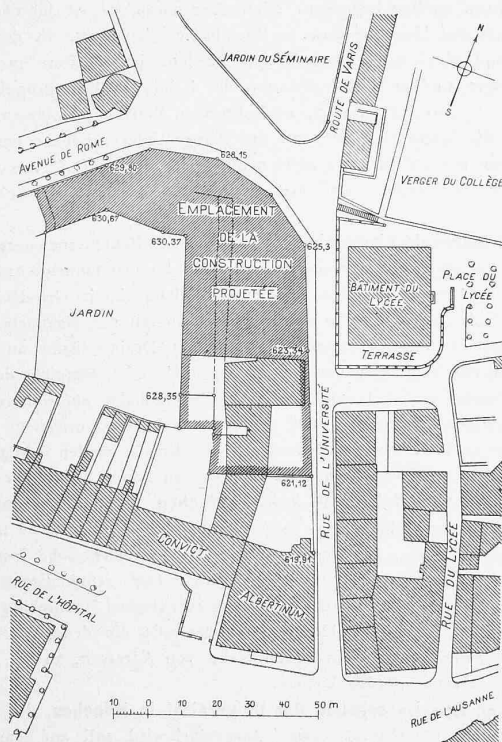 JARDIN DU SÉMINAIRE
ROUTE DE VARIS
N
S
AVENUE DE ROME
628,15
629,80
VERGER DU COLLÈGE
630,67
630,37
EMPLACEMENT
DE LA
CONSTRUCTION
PROJETÉE
625,3
JARDIN
BATIMENT DU
LYCÉE
PLACE DU
LYCÉE
TERRASSE
623,34
628,35
RUE DE L'UNIVERSITÉ
621,12
CONVICT
ALBERTINUM
619,91
RUE DU LYCÉE
RUE DE L'HÔPITAL
10 0 10 20 30 40 50 m
RUE DE LAUSANNE